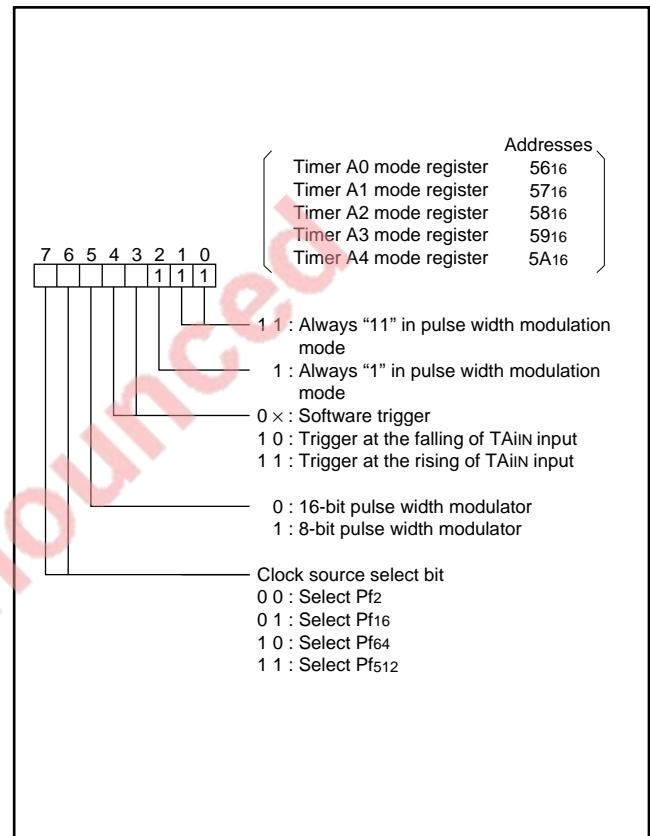 Addresses
Timer A0 mode register 5616
Timer A1 mode register 5716
Timer A2 mode register 5816
Timer A3 mode register 5916
Timer A4 mode register 5A16
7 6 5 4 3 2 1 0
1 1 1
1 1 : Always “11” in pulse width modulation
mode
1 : Always “1” in pulse width modulation
mode
0 × : Software trigger
1 0 : Trigger at the falling of TAiIN input
1 1 : Trigger at the rising of TAiIN input
0 : 16-bit pulse width modulator
1 : 8-bit pulse width modulator
Clock source select bit
0 0 : Select Pf2
0 1 : Select Pf16
1 0 : Select Pf64
1 1 : Select Pf512
nounced